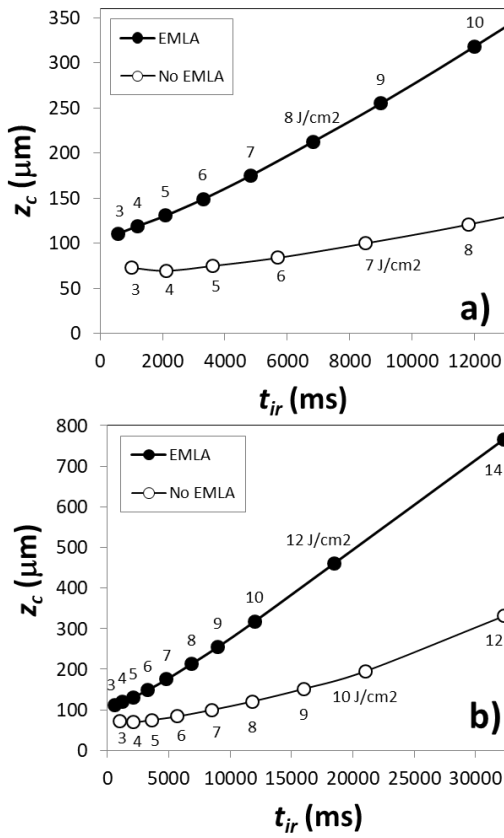 400
350
300
250
200
150
100
50
0
z_c (μm)
EMLA
No EMLA
3 4 5 6 7 8 J/cm2 9 10
3 4 5 6 7 J/cm2 8
a)
0 2000 4000 6000 8000 10000 12000
t_ir (ms)
800
700
600
500
400
300
200
100
0
z_c (μm)
EMLA
No EMLA
3 4 5 6 7 8 9 10 12 J/cm2 14
3 4 5 6 7 8 9 10 J/cm2 12
b)
0 5000 10000 15000 20000 25000 30000
t_ir (ms)